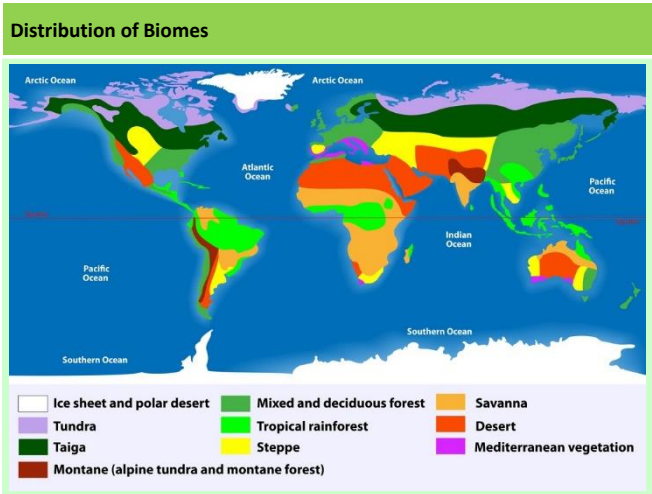 Distribution of Biomes
Arctic Ocean
Arctic Ocean
Atlantic
Ocean
Pacific
Ocean
Indian
Ocean
Pacific
Ocean
Southern Ocean
Southern Ocean
Ice sheet and polar desert
Mixed and deciduous forest
Savanna
Tundra
Tropical rainforest
Desert
Taiga
Steppe
Mediterranean vegetation
Montane (alpine tundra and montane forest)